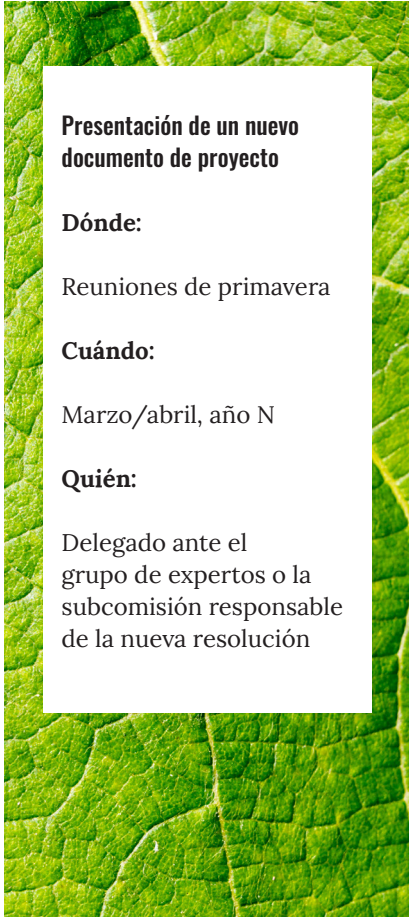 Presentación de un nuevo
documento de proyecto
Dónde:
Reuniones de primavera
Cuándo:
Marzo/abril, año N
Quién:
Delegado ante el
grupo de expertos o la
subcomisión responsable
de la nueva resolución